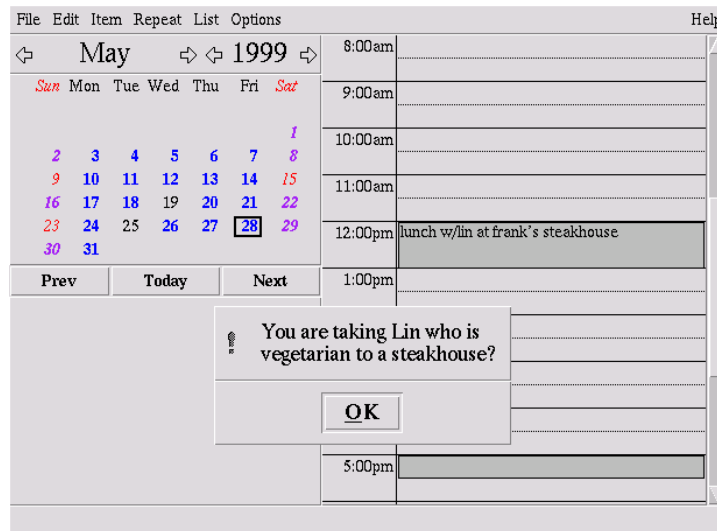 File Edit Item Repeat List Options Help
May 1999
Sun Mon Tue Wed Thu Fri Sat
1
2 3 4 5 6 7 8
9 10 11 12 13 14 15
16 17 18 19 20 21 22
23 24 25 26 27 28 29
30 31
Prev Today Next
8:00am
9:00am
10:00am
11:00am
12:00pm lunch w/lin at frank's steakhouse
1:00pm
You are taking Lin who is
vegetarian to a steakhouse?
OK
5:00pm